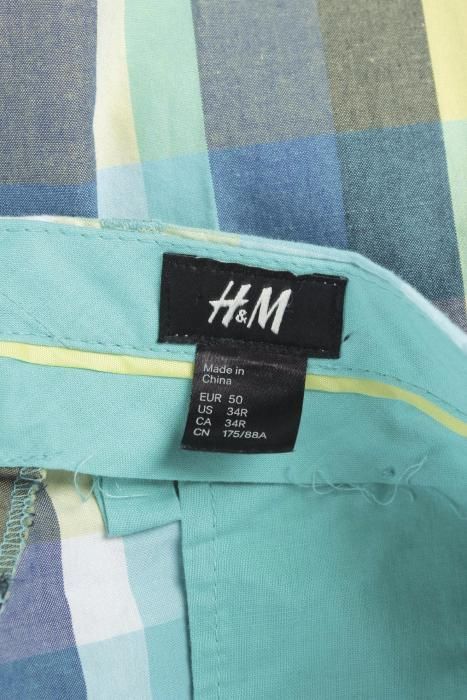 H&M
Made in
China
EUR 50
US 34R
CA 34R
CN 175/88A